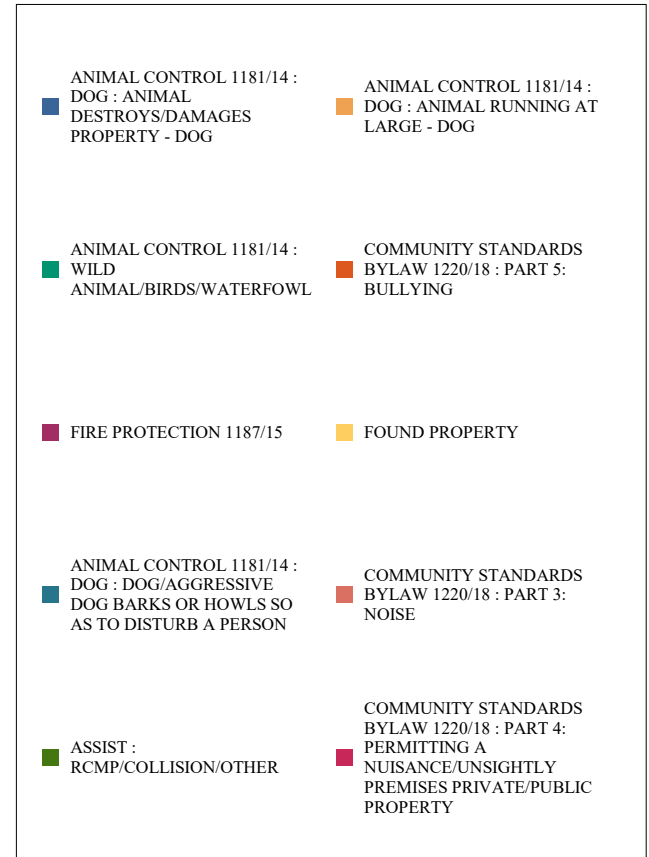 ANIMAL CONTROL 1181/14 :
DOG : ANIMAL
DESTROYS/DAMAGES
PROPERTY - DOG
ANIMAL CONTROL 1181/14 :
DOG : ANIMAL RUNNING AT
LARGE - DOG
ANIMAL CONTROL 1181/14 :
WILD
ANIMAL/BIRDS/WATERFOWL
COMMUNITY STANDARDS
BYLAW 1220/18 : PART 5:
BULLYING
FIRE PROTECTION 1187/15
FOUND PROPERTY
ANIMAL CONTROL 1181/14 :
DOG : DOG/AGGRESSIVE
DOG BARKS OR HOWLS SO
AS TO DISTURB A PERSON
COMMUNITY STANDARDS
BYLAW 1220/18 : PART 3:
NOISE
ASSIST :
RCMP/COLLISION/OTHER
COMMUNITY STANDARDS
BYLAW 1220/18 : PART 4:
PERMITTING A
NUISANCE/UNSIGHTLY
PREMISES PRIVATE/PUBLIC
PROPERTY